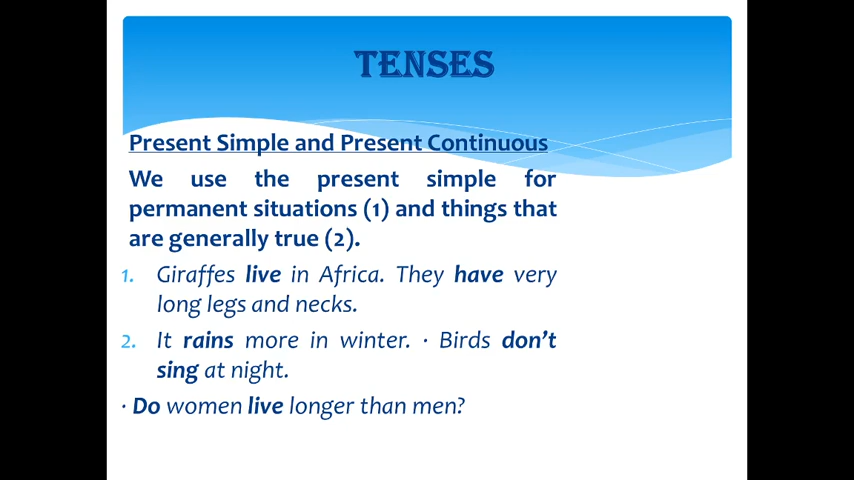 TENSES
Present Simple and Present Continuous
We use the present simple for
permanent situations (1) and things that
are generally true (2).
1. Giraffes live in Africa. They have very
long legs and necks.
2. It rains more in winter. · Birds don’t
sing at night.
· Do women live longer than men?